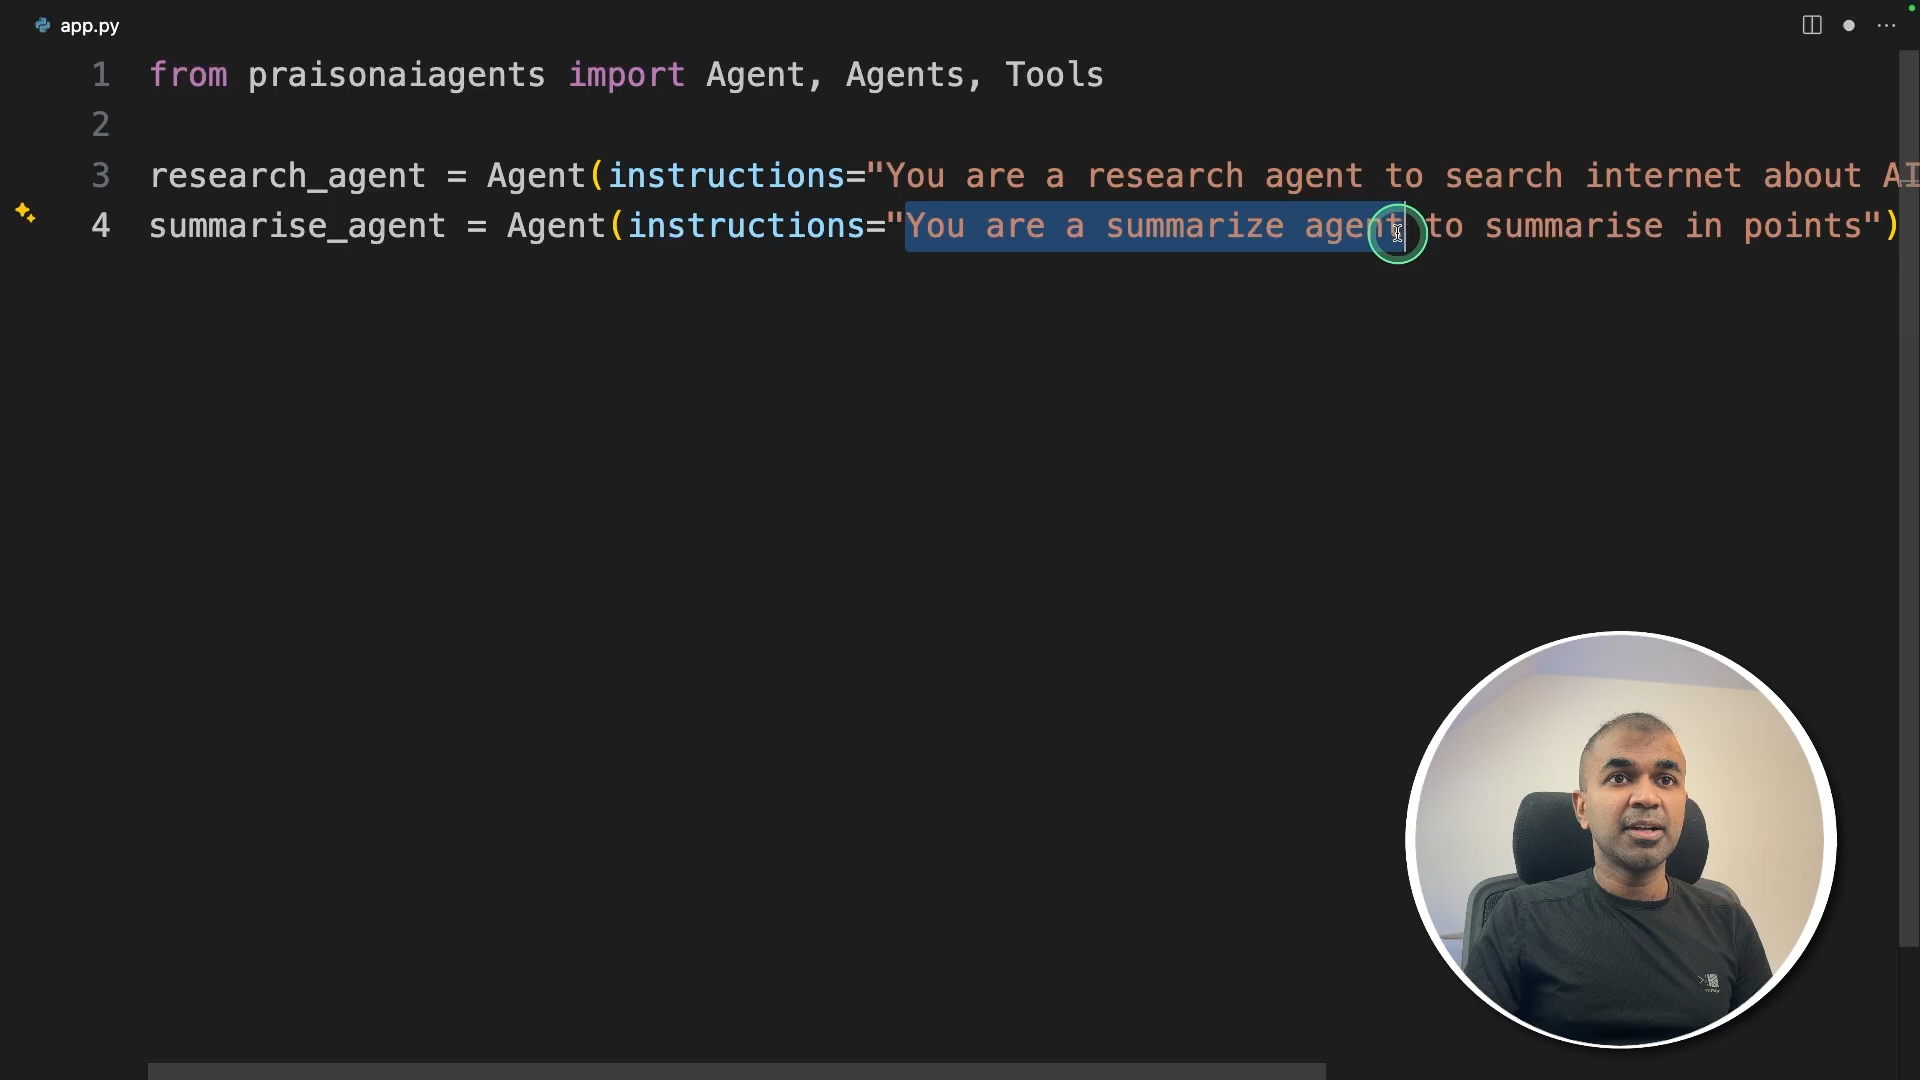 app.py
1 from praisonaiagents import Agent, Agents, Tools
2
3 research_agent = Agent(instructions="You are a research agent to search internet about AI
4 summarise_agent = Agent(instructions="You are a summarize agent to summarise in points")